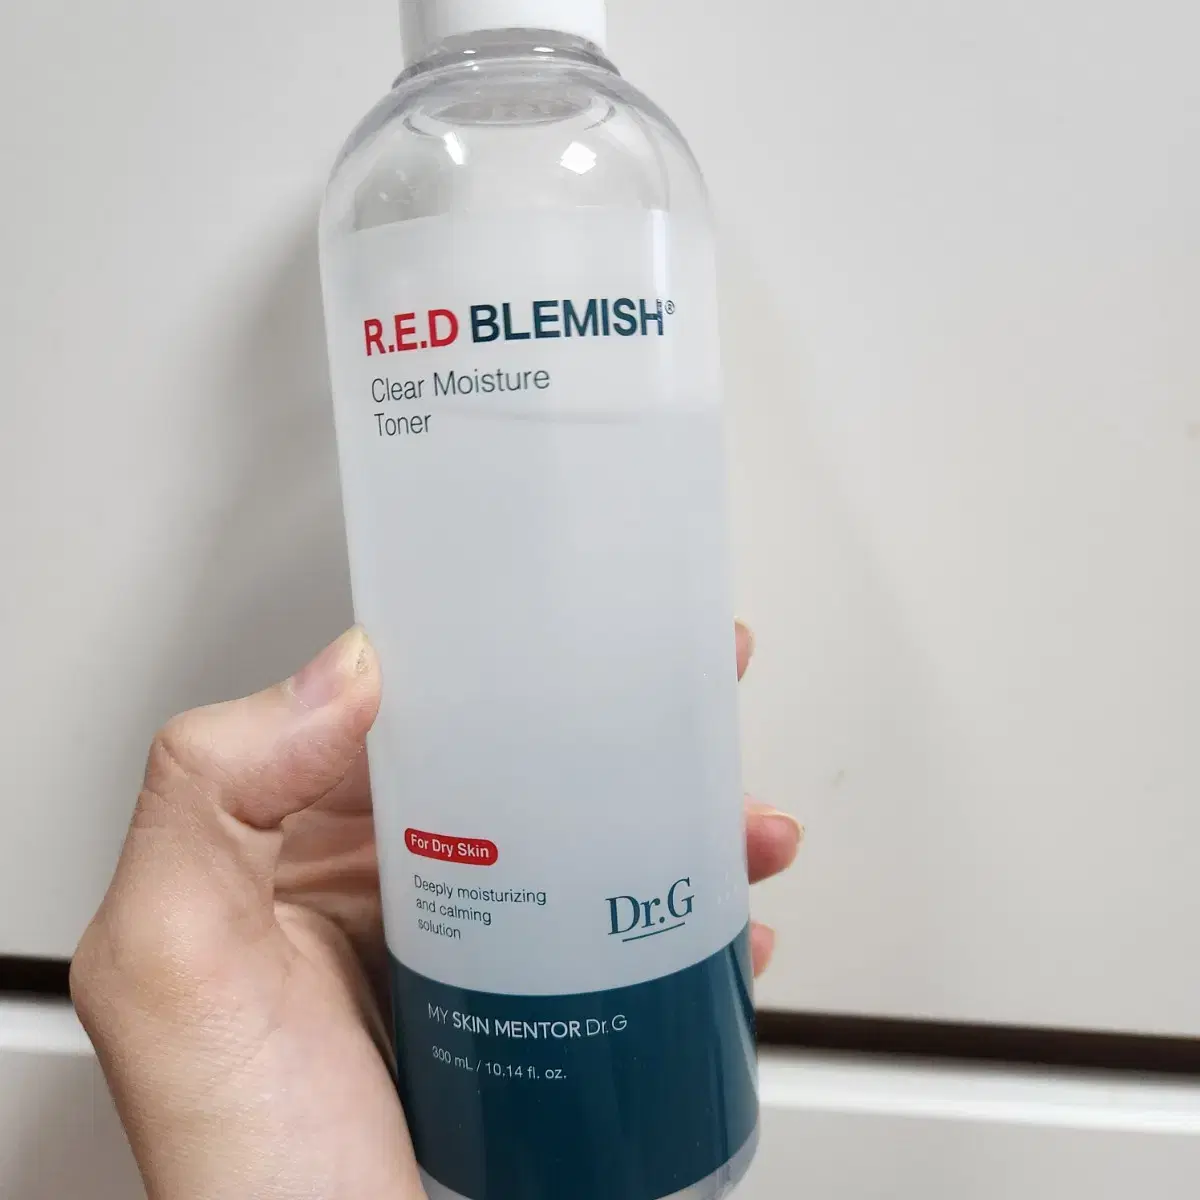 R.E.D BLEMISH®
Clear Moisture
Toner
For Dry Skin
Deeply moisturizing
and calming
solution
Dr.G
MY SKIN MENTOR Dr.G
300 mL / 10.14 fl. oz.